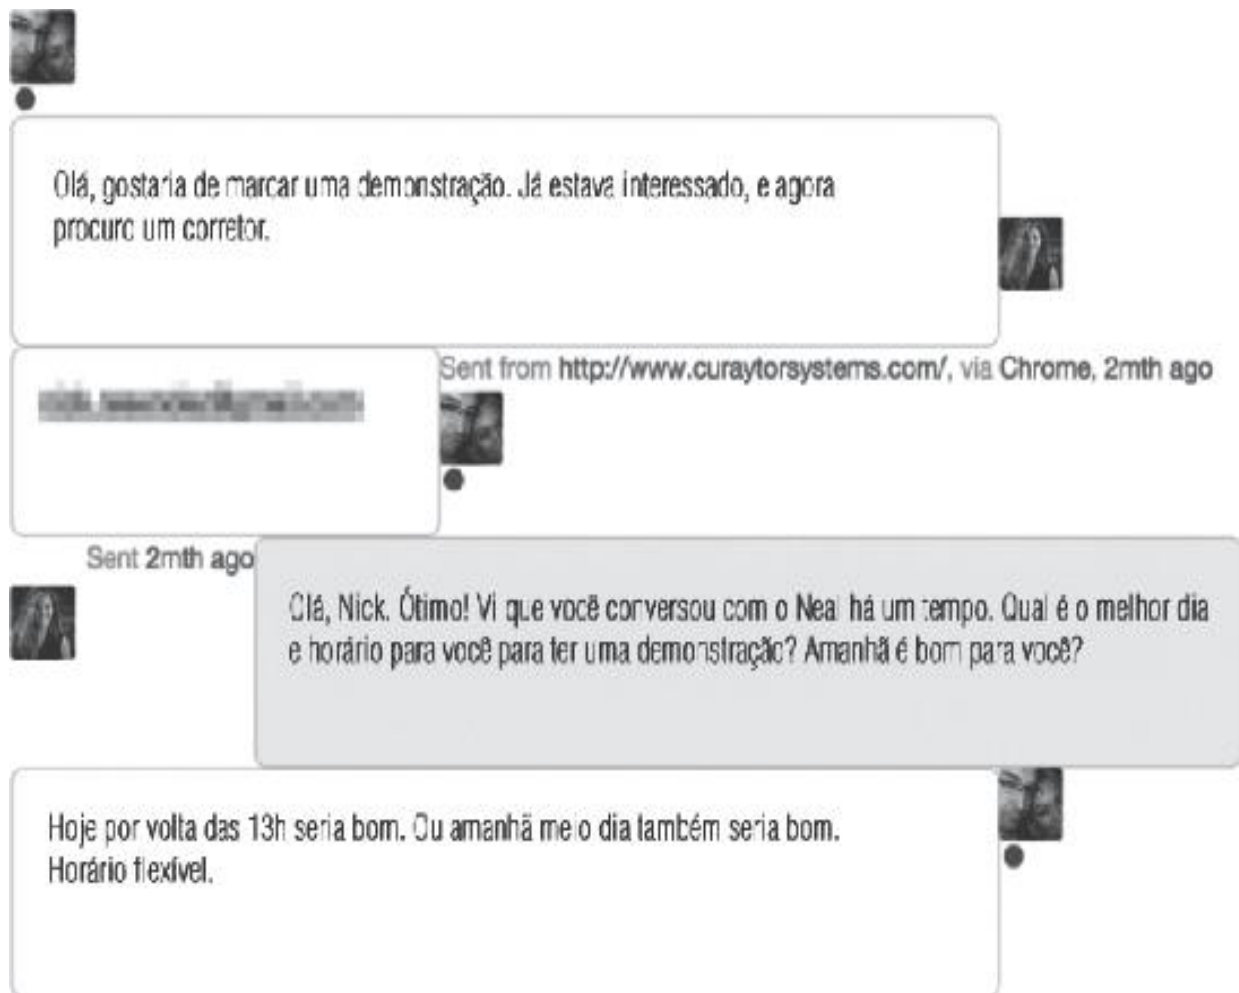 Olá, gostaria de marcar uma demonstração. Já estava interessado, e agora
procuro um corretor.
Sent from http://www.curaytorsystems.com/, via Chrome, 2mth ago
Sent 2mth ago
Olá, Nick. Ótimo! Vi que você conversou com o Neal há um tempo. Qual é o melhor dia
e horário para você para ter uma demonstração? Amanhã é bom para você?
Hoje por volta das 13h seria bom. Ou amanhã meio dia também seria bom.
Horário flexível.